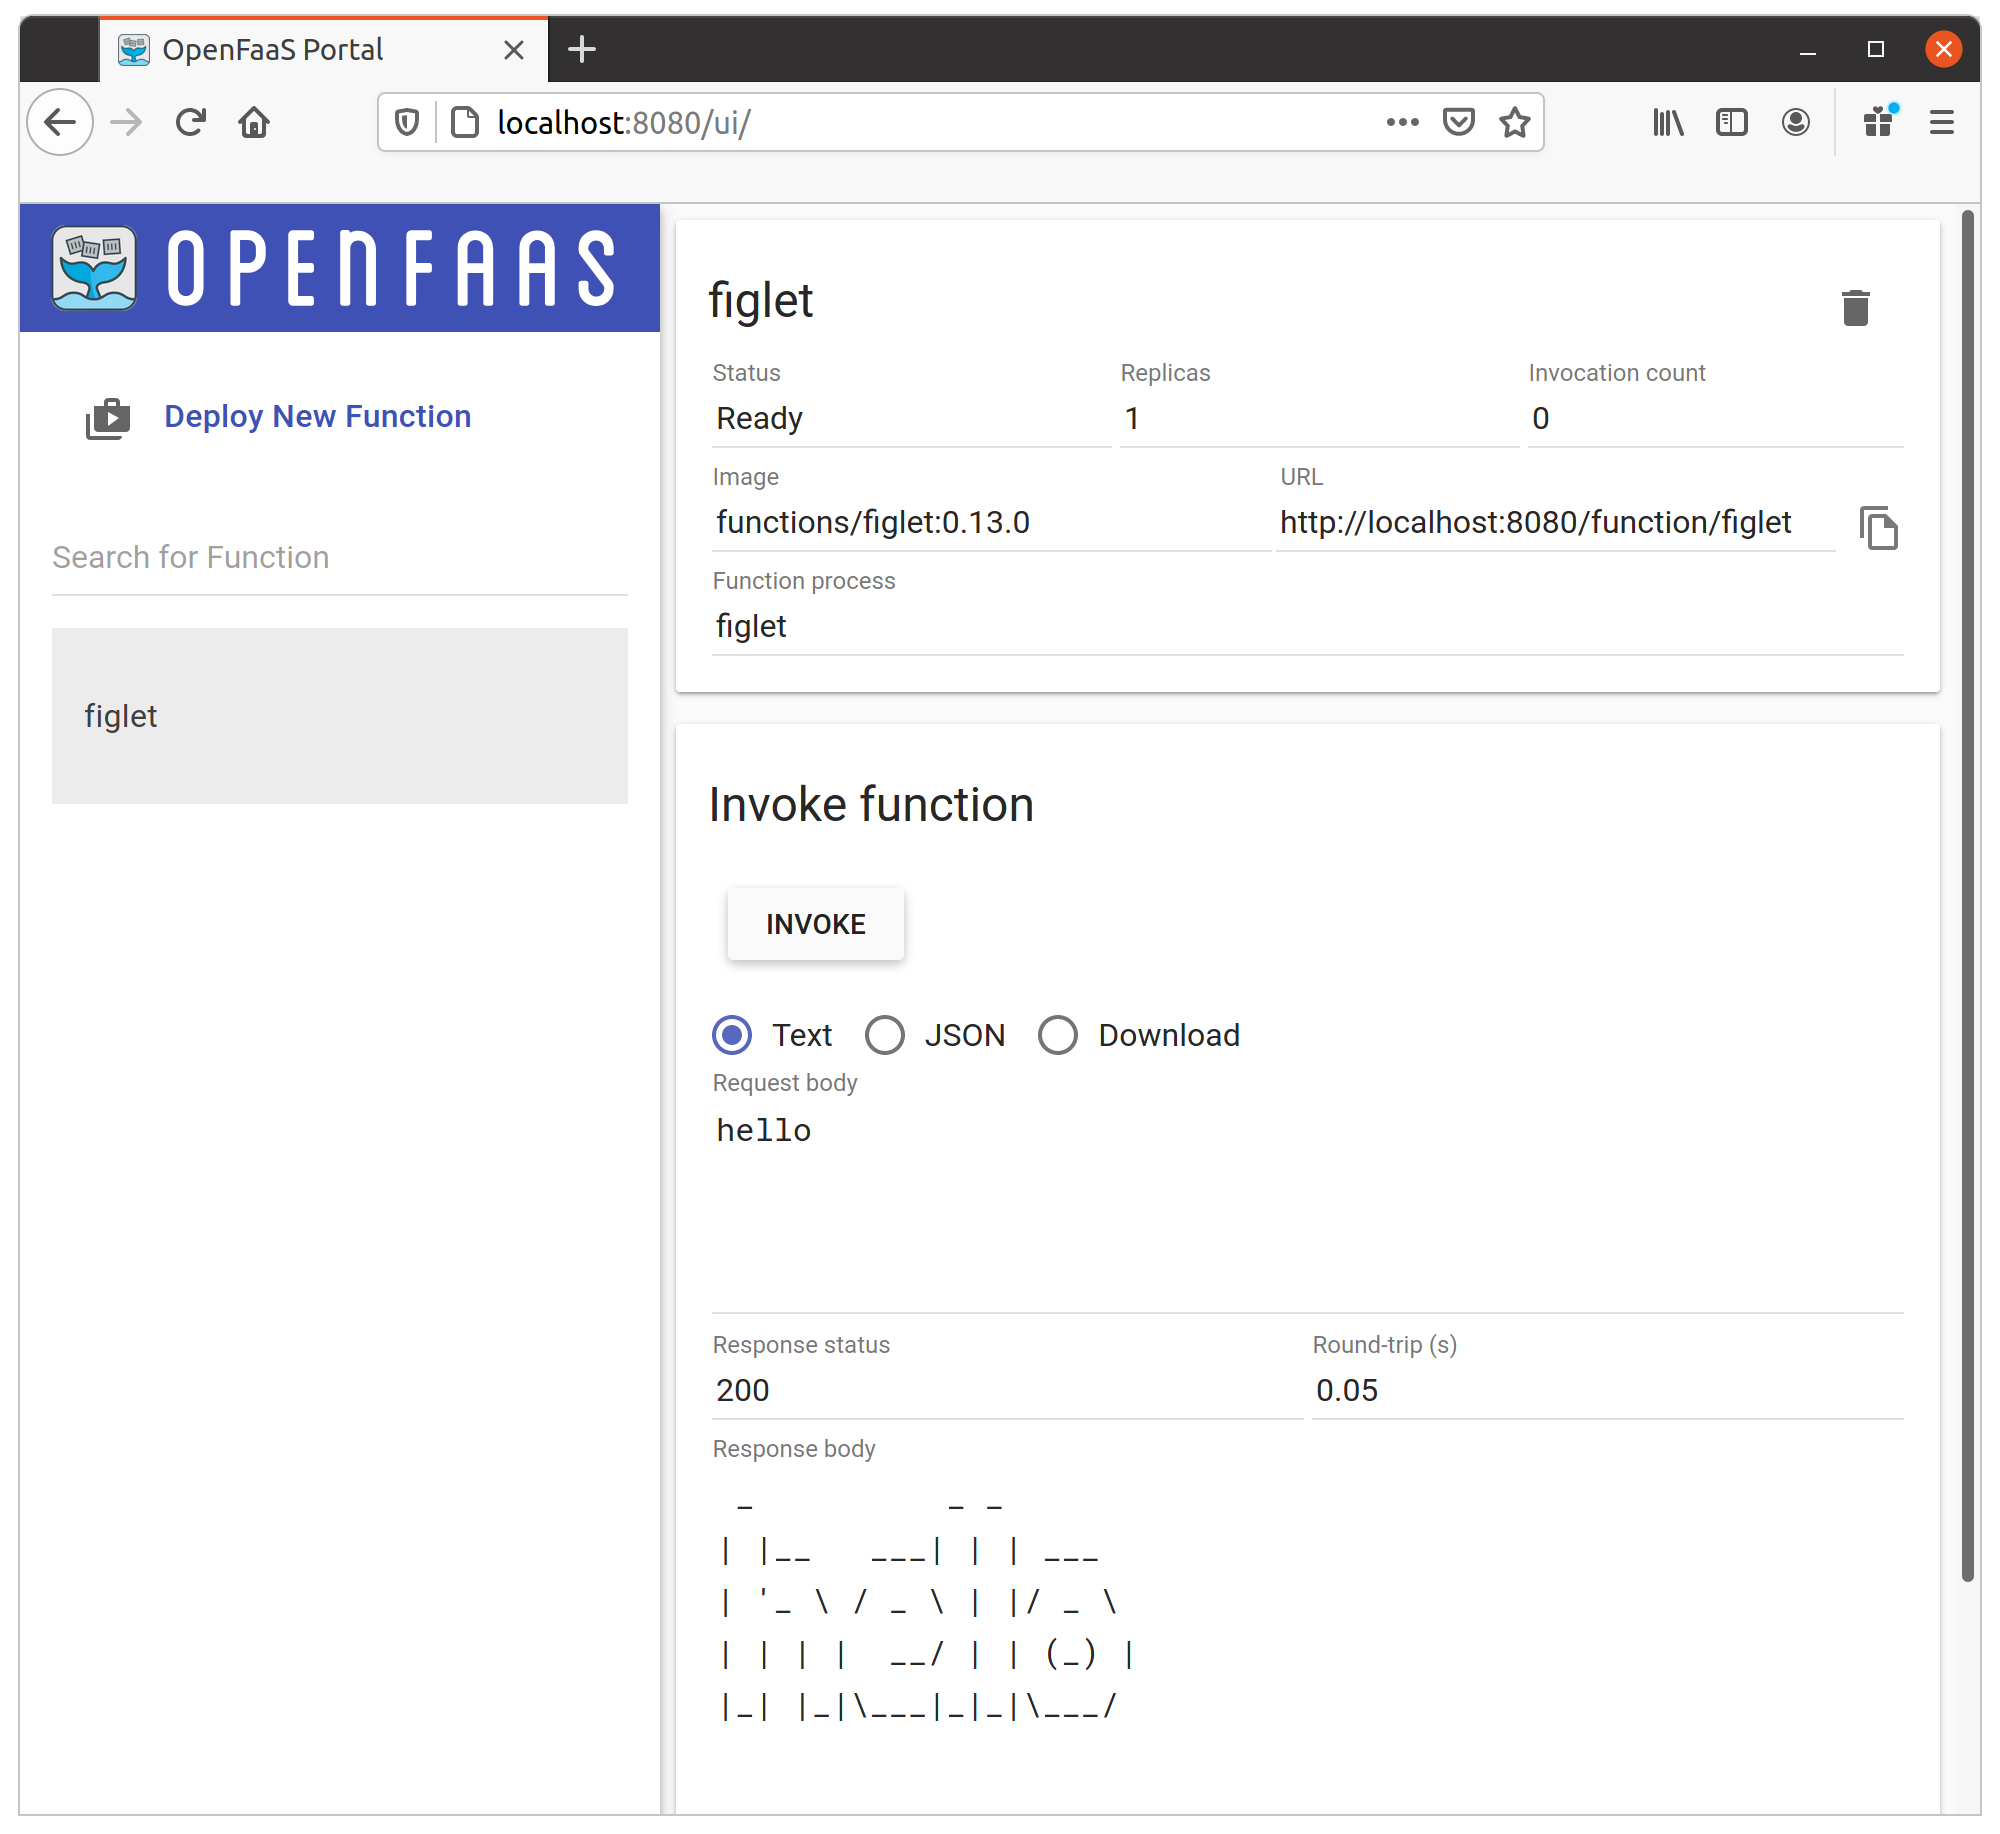 OpenFaaS Portal
localhost:8080/ui/
OPENFAAS
Deploy New Function
Search for Function
figlet
figlet
Status Replicas Invocation count
Ready 1 0
Image URL
functions/figlet:0.13.0 http://localhost:8080/function/figlet
Function process
figlet
Invoke function
INVOKE
Text JSON Download
Request body
hello
Response status Round-trip (s)
200 0.05
Response body
 _          _ _
| |__   ___| | | ___
| '_ \ / _ \ | |/ _ \
| | | |  __/ | | (_) |
|_| |_|\___|_|_|\___/